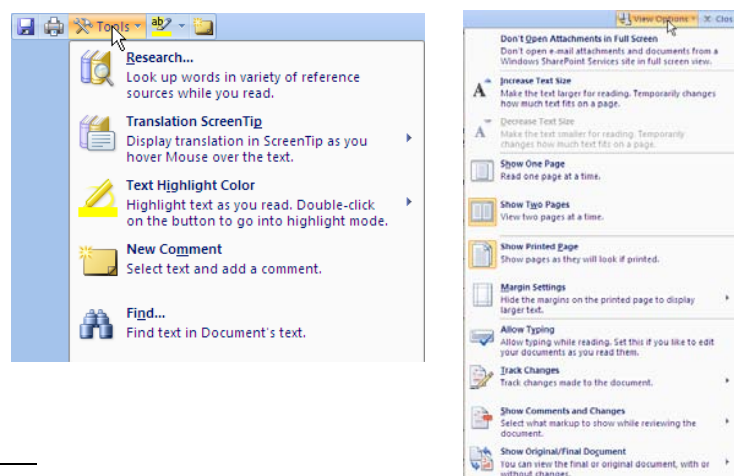 Tools
Research...
Look up words in variety of reference
sources while you read.
Translation ScreenTip
Display translation in ScreenTip as you
hover Mouse over the text.
Text Highlight Color
Highlight text as you read. Double-click
on the button to go into highlight mode.
New Comment
Select text and add a comment.
Find...
Find text in Document's text.
View Options
Clos
Don't Open Attachments in Full Screen
Don't open e-mail attachments and documents from a
Windows SharePoint Services site in full screen view.
Increase Text Size
Make the text larger for reading. Temporarily changes
how much text fits on a page.
Decrease Text Size
Make the text smaller for reading. Temporarily
changes how much text fits on a page.
Show One Page
Read one page at a time.
Show Two Pages
View two pages at a time.
Show Printed Page
Show pages as they will look if printed.
Margin Settings
Hide the margins on the printed page to display
larger text.
Allow Typing
Allow typing while reading. Set this if you like to edit
your documents as you read them.
Track Changes
Track changes made to the document.
Show Comments and Changes
Select what markup to show while reviewing the
document.
Show Original/Final Document
You can view the final or original document, with or
without changes.